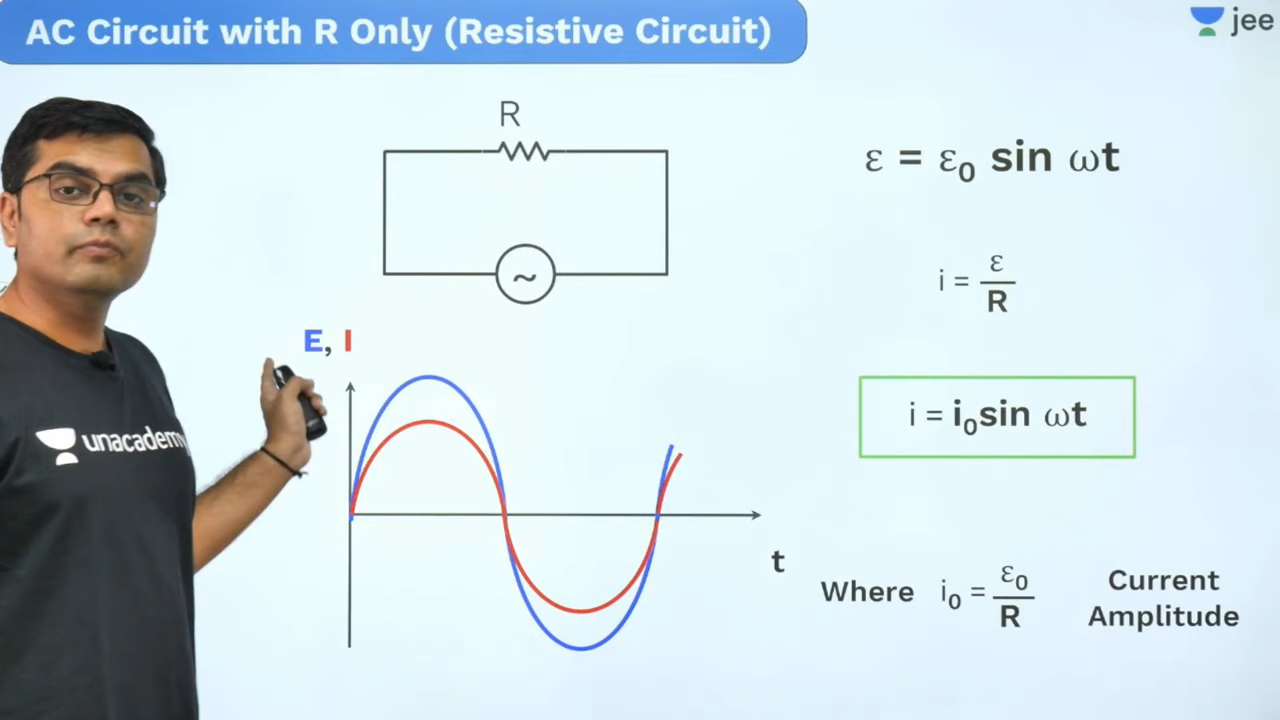 AC Circuit with R Only (Resistive Circuit)
jee
R
~
ε = ε₀ sin ωt
i = ε/R
E, I
unacademy
i = i₀sin ωt
t
Where i₀ = ε₀/R
Current
Amplitude